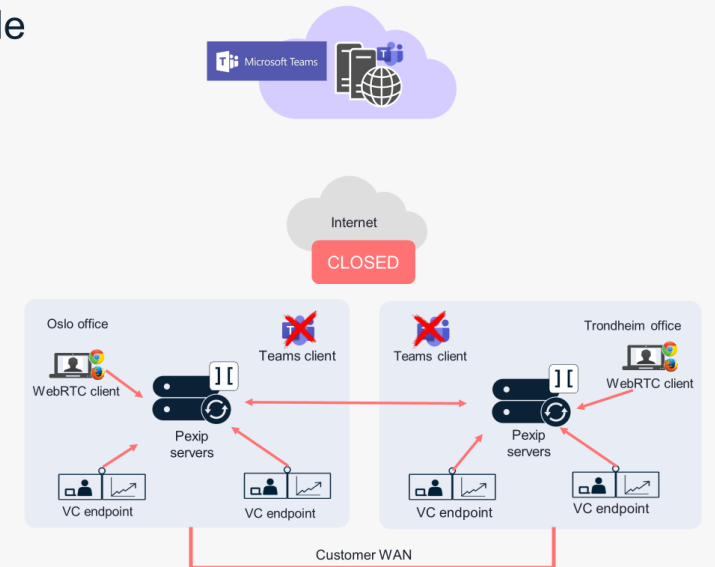 Microsoft Teams
Internet
CLOSED
Oslo office
Teams client
WebRTC client
][
Pexip
servers
VC endpoint
VC endpoint
Teams client
Trondheim office
WebRTC client
][
Pexip
servers
VC endpoint
VC endpoint
Customer WAN